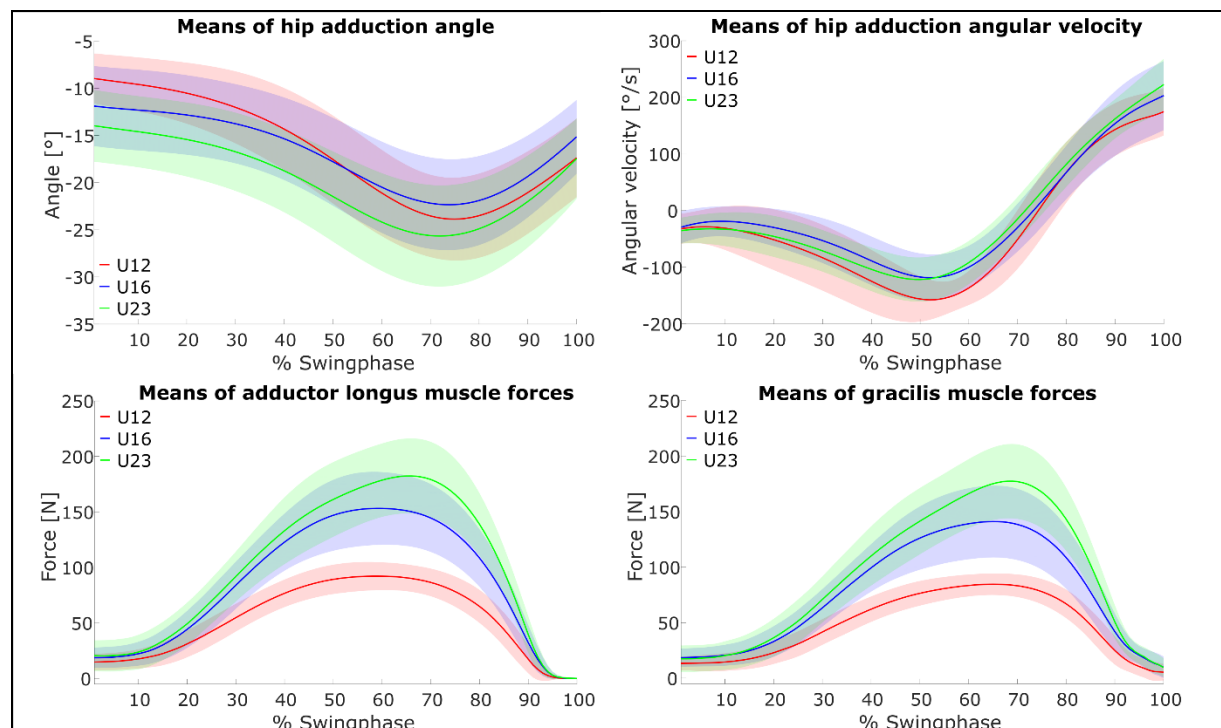 Means of hip adduction angle
-5
-10
-15
-20
-25
-30
-35
Angle [°]
U12
U16
U23
10 20 30 40 50 60 70 80 90 100
% Swingphase
Means of hip adduction angular velocity
300
200
100
0
-100
-200
Angular velocity [°/s]
U12
U16
U23
10 20 30 40 50 60 70 80 90 100
% Swingphase
Means of adductor longus muscle forces
250
200
150
100
50
0
Force [N]
U12
U16
U23
10 20 30 40 50 60 70 80 90 100
% Swingphase
Means of gracilis muscle forces
250
200
150
100
50
0
Force [N]
U12
U16
U23
10 20 30 40 50 60 70 80 90 100
% Swingphase